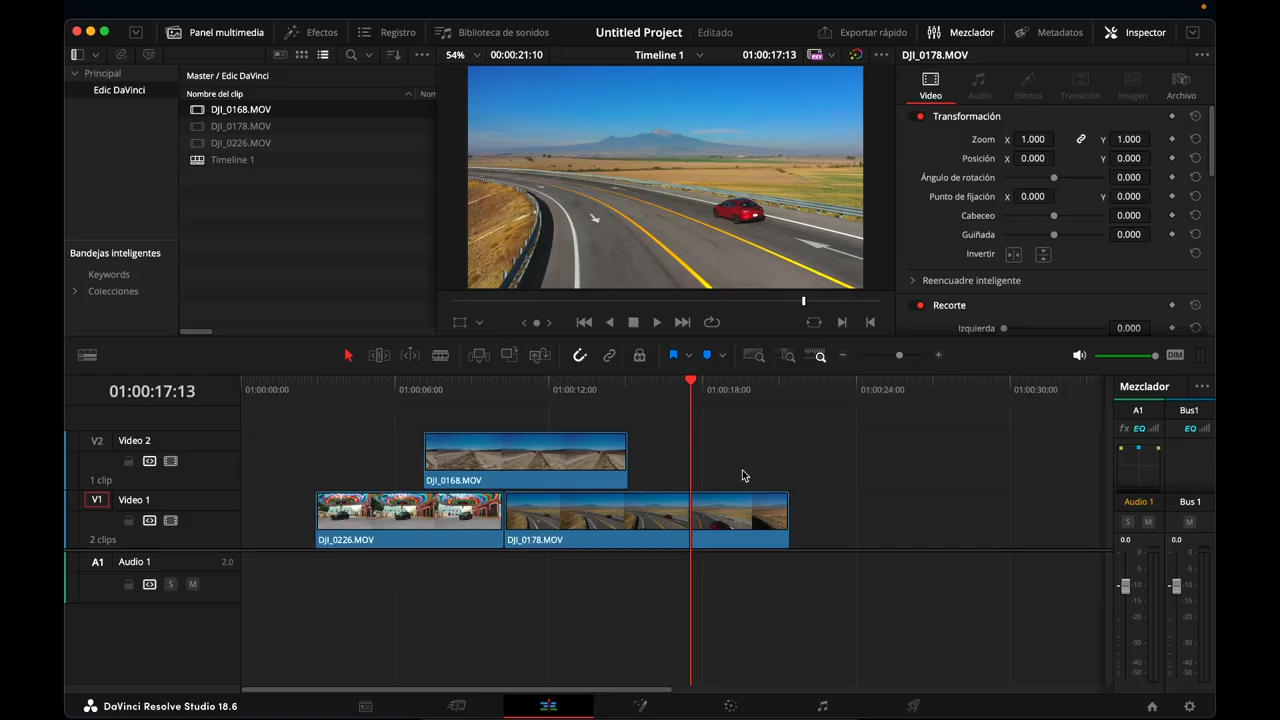 Panel multimedia
Efectos
Registro
Biblioteca de sonidos
Untitled Project
Editado
Exportar rápido
Mezclador
Metadatos
Inspector
54%
00:00:21:10
Timeline 1
01:00:17:13
DJI_0178.MOV
Principal
Edic DaVinci
Master / Edic DaVinci
Nombre del clip
Nom
DJI_0168.MOV
DJI_0178.MOV
DJI_0226.MOV
Timeline 1
Bandejas inteligentes
Keywords
Colecciones
Video
Audio
Efectos
Transición
Imagen
Archivo
Transformación
Zoom X 1.000 Y 1.000
Posición X 0.000 Y 0.000
Ángulo de rotación 0.000
Punto de fijación X 0.000 Y 0.000
Cabeceo 0.000
Guiñada 0.000
Invertir
Reencuadre inteligente
Recorte
Izquierda 0.000
DIM
01:00:17:13
01:00:00:00
01:00:06:00
01:00:12:00
01:00:18:00
01:00:24:00
01:00:30:00
V2 Video 2
1 clip
DJI_0168.MOV
V1 Video 1
2 clips
DJI_0226.MOV
DJI_0178.MOV
A1 Audio 1 2.0
S M
Mezclador
A1 Bus1
fx EQ EQ
Audio 1 Bus 1
S M M
0.0 0.0
DaVinci Resolve Studio 18.6